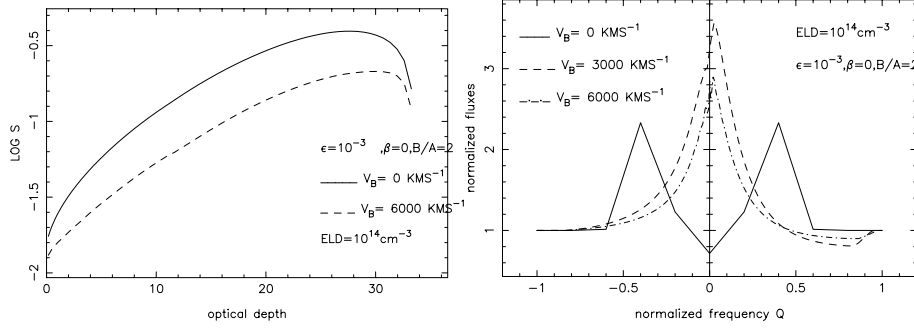 −0.5
−1
−1.5
−2
LOG S
ϵ=10⁻³ ,β=0,B/A=2
V_B= 0 KMS⁻¹
V_B= 6000 KMS⁻¹
ELD=10¹⁴cm⁻³
0 10 20 30
optical depth
3
2
1
normalized fluxes
V_B= 0 KMS⁻¹
V_B= 3000 KMS⁻¹
V_B= 6000 KMS⁻¹
ELD=10¹⁴cm⁻³
ϵ=10⁻³,β=0,B/A=2
−1 −0.5 0 0.5 1
normalized frequency Q